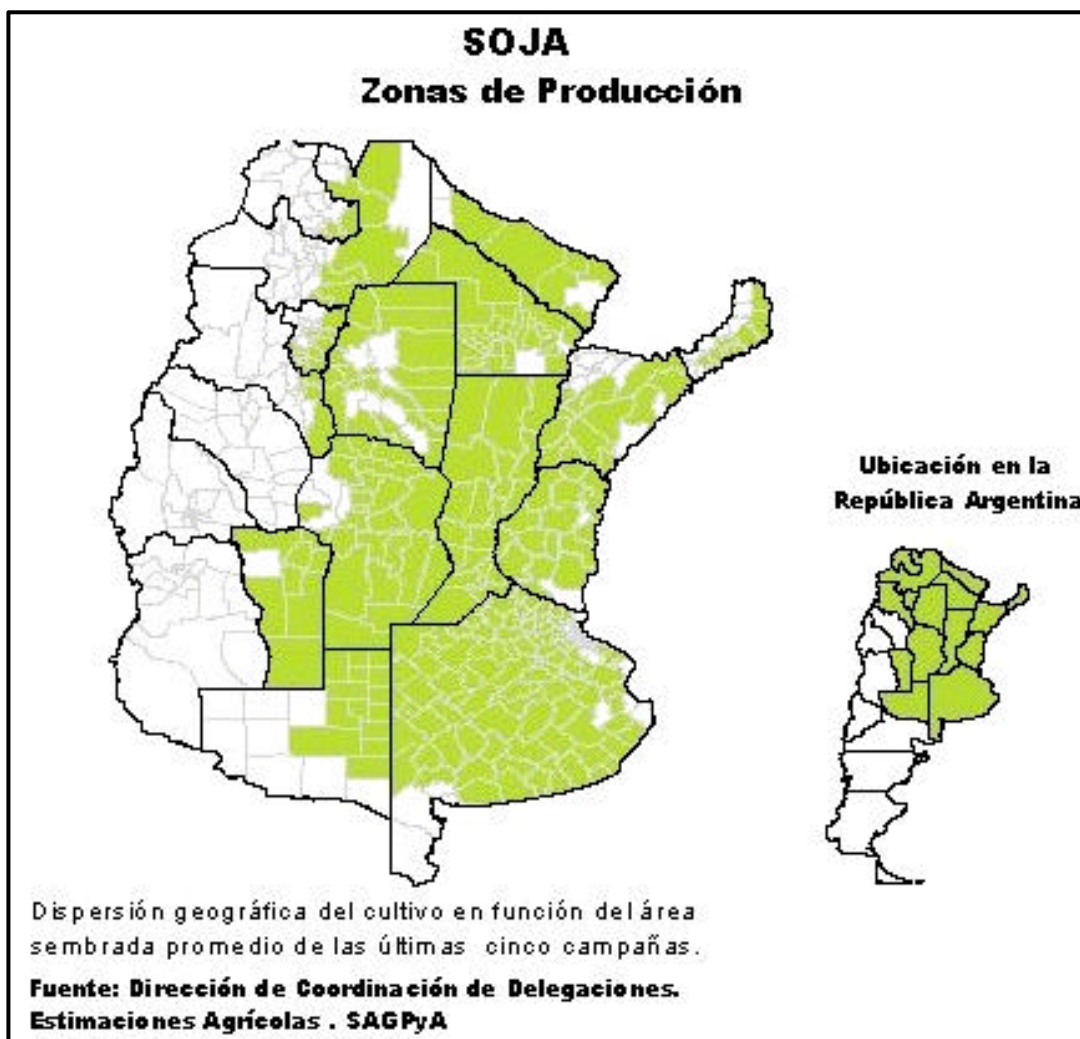 SOJA
Zonas de Producción
Ubicación en la
República Argentina
Dispersión geográfica del cultivo en función del área
sembrada promedio de las últimas cinco campañas.
Fuente: Dirección de Coordinación de Delegaciones.
Estimaciones Agrícolas . SAGPyA